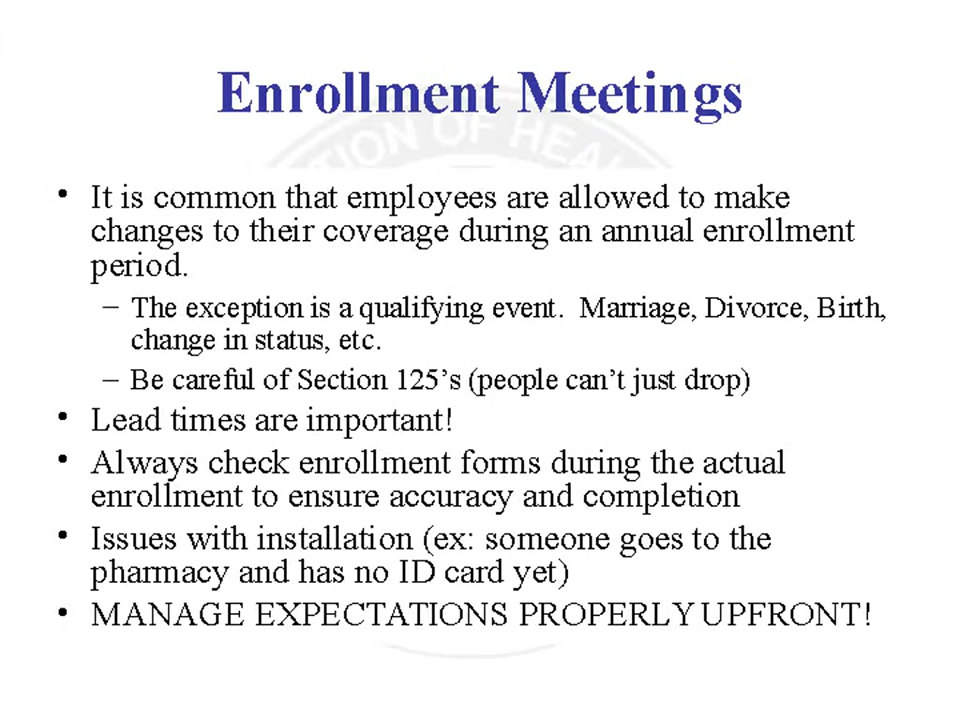 Enrollment Meetings
TION OF HEAL
• It is common that employees are allowed to make
changes to their coverage during an annual enrollment
period.
– The exception is a qualifying event.  Marriage, Divorce, Birth,
change in status, etc.
– Be careful of Section 125’s (people can’t just drop)
• Lead times are important!
• Always check enrollment forms during the actual
enrollment to ensure accuracy and completion
• Issues with installation (ex: someone goes to the
pharmacy and has no ID card yet)
• MANAGE EXPECTATIONS PROPERLY UPFRONT!